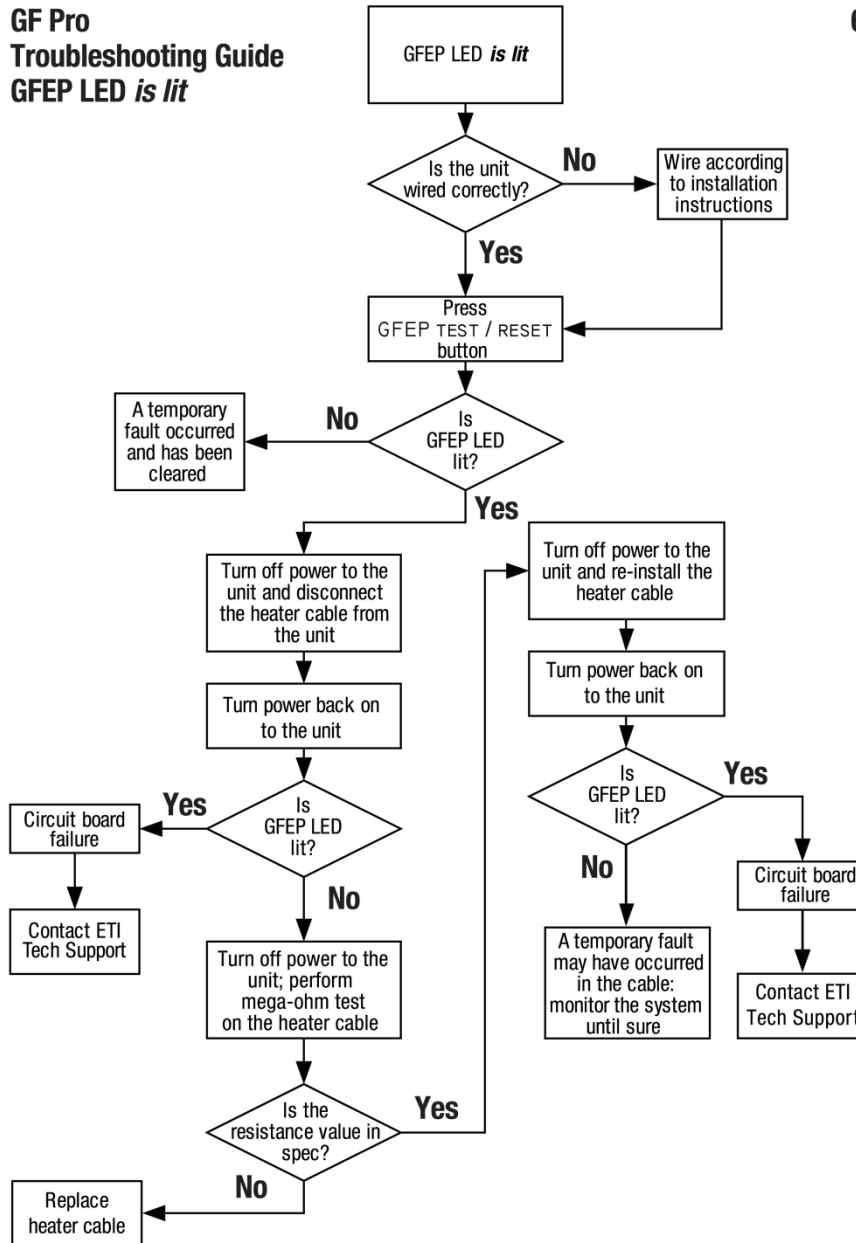 GF Pro
Troubleshooting Guide
GFEP LED is lit
GFEP LED is lit
Is the unit
wired correctly?
No
Wire according
to installation
instructions
Yes
Press
GFEP TEST / RESET
button
Is
GFEP LED
lit?
No
A temporary
fault occurred
and has been
cleared
Yes
Turn off power to the
unit and disconnect
the heater cable from
the unit
Turn power back on
to the unit
Is
GFEP LED
lit?
Yes
Circuit board
failure
Contact ETI
Tech Support
No
Turn off power to the
unit; perform
mega-ohm test
on the heater cable
Is the
resistance value in
spec?
No
Replace
heater cable
Yes
Turn off power to the
unit and re-install the
heater cable
Turn power back on
to the unit
Is
GFEP LED
lit?
Yes
Circuit board
failure
Contact ETI
Tech Support
No
A temporary fault
may have occurred
in the cable:
monitor the system
until sure